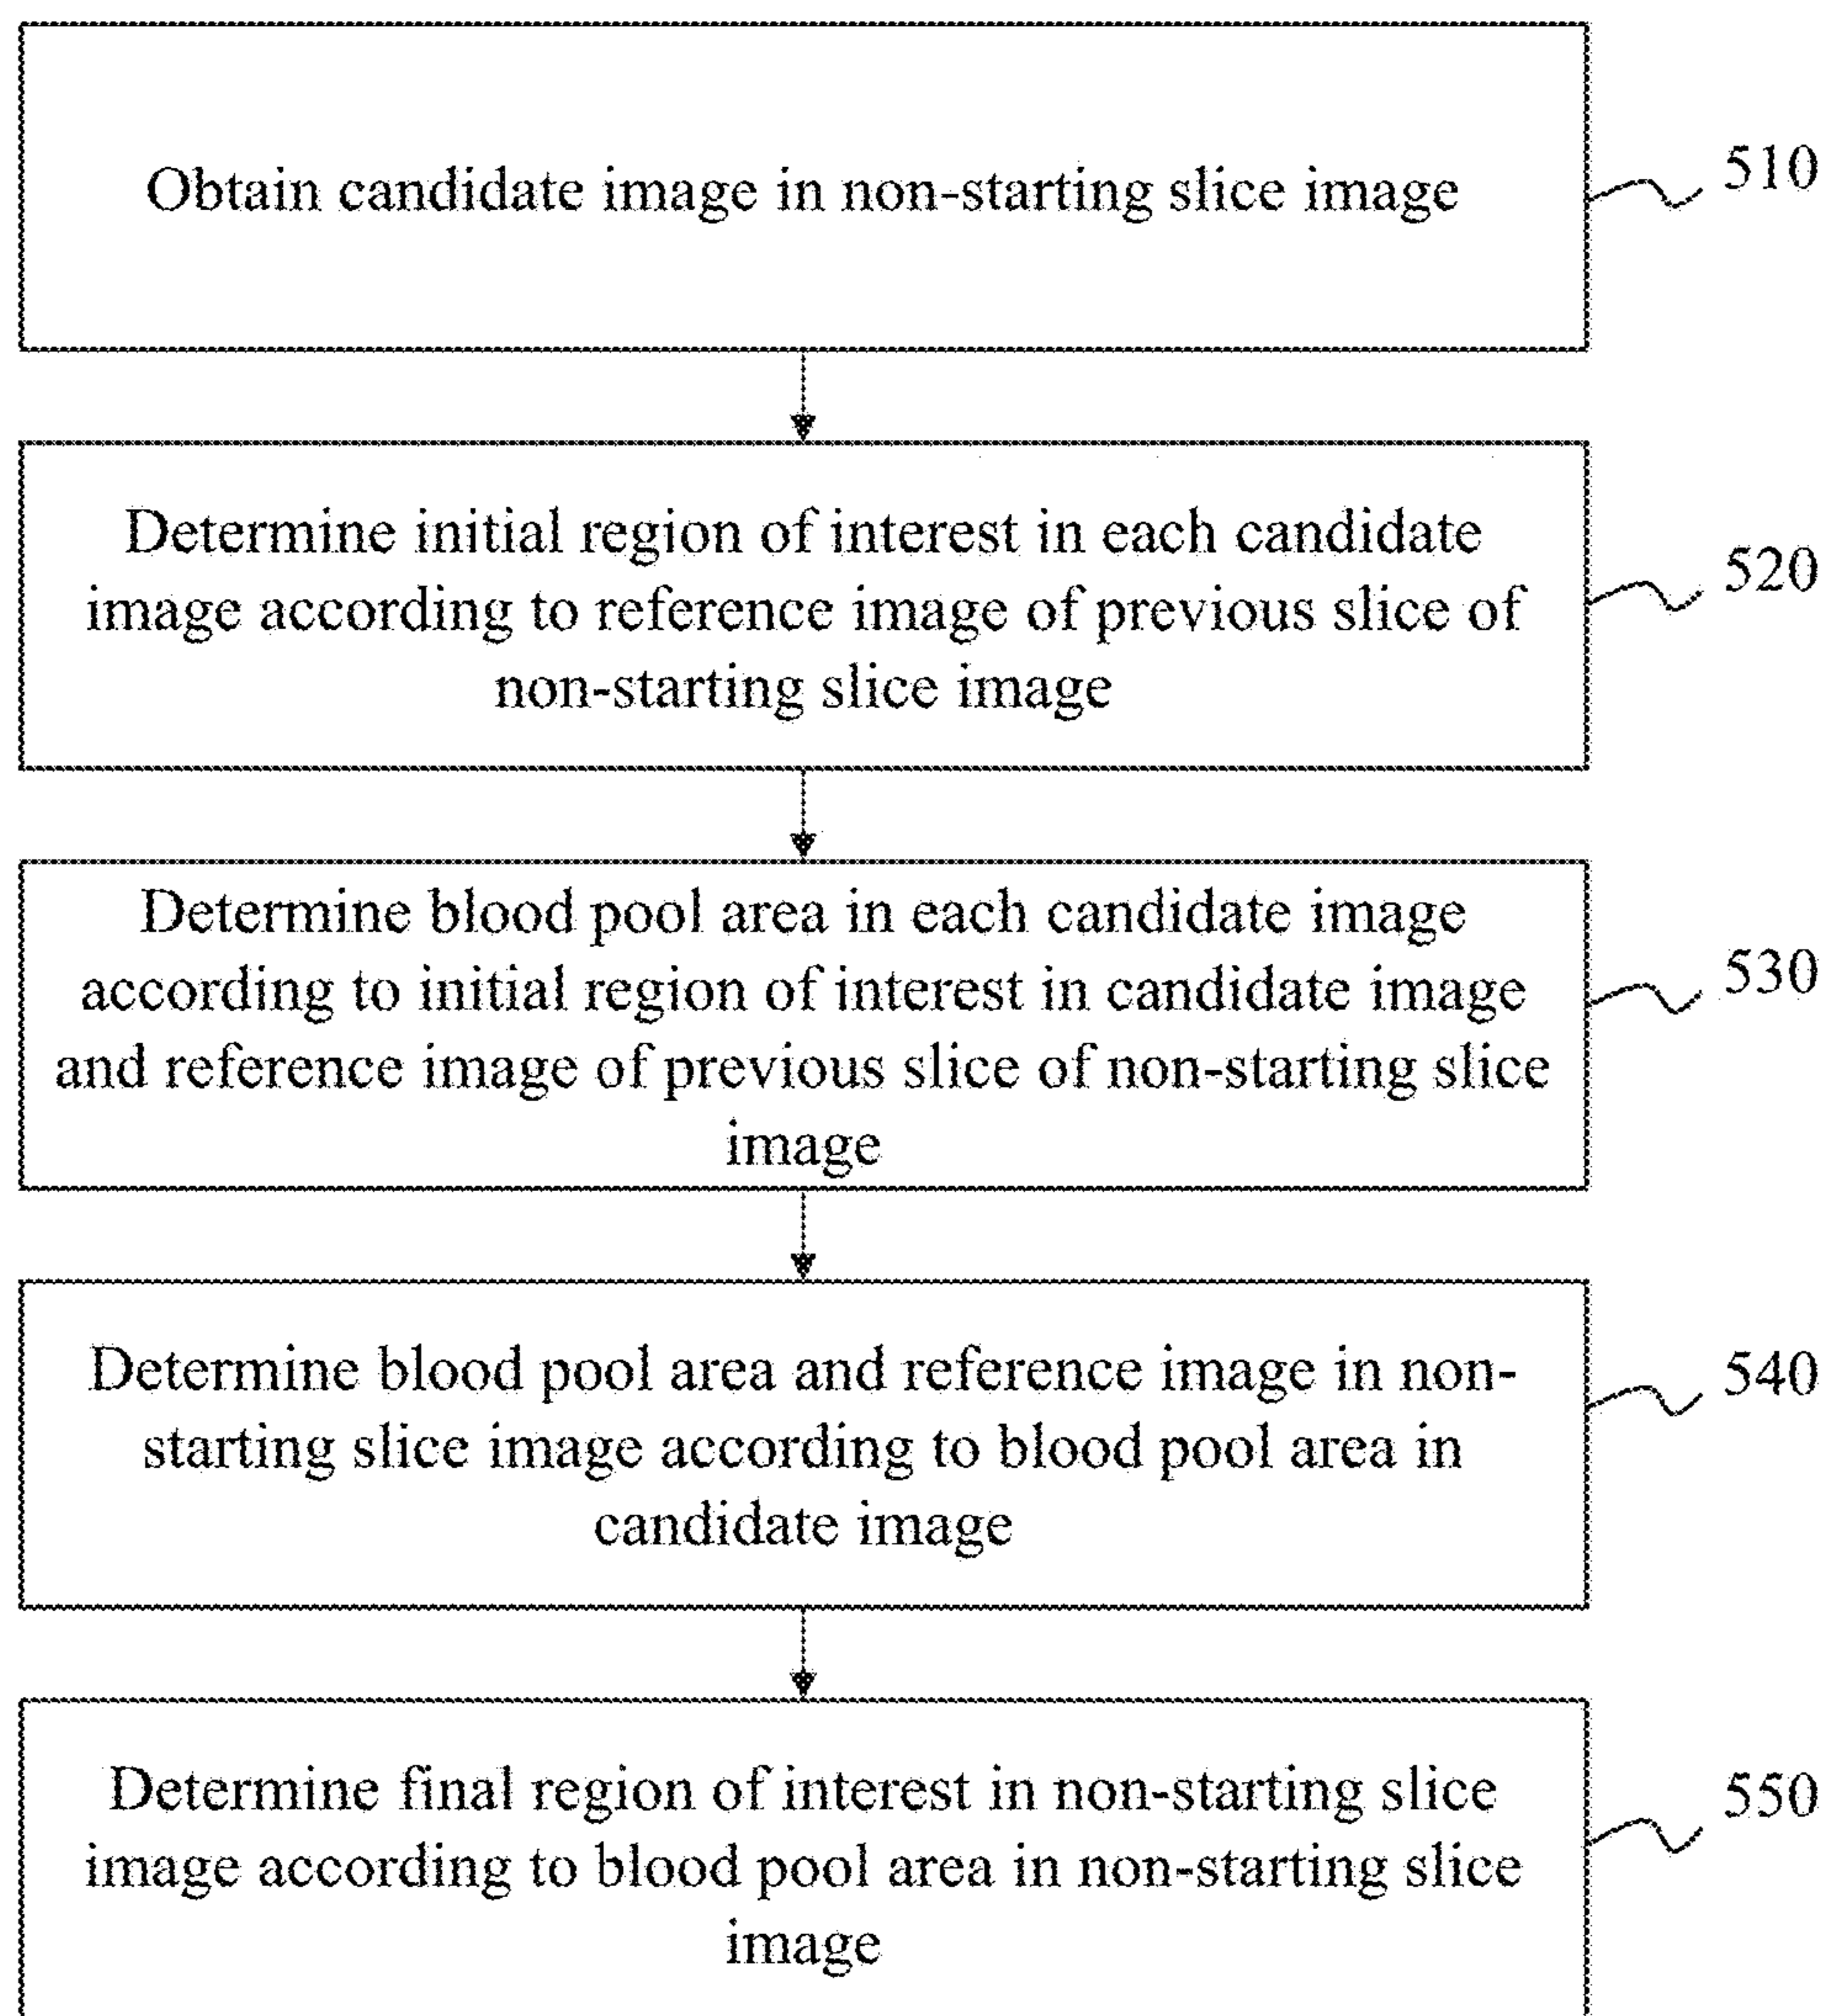 Obtain candidate image in non-starting slice image
510
Determine initial region of interest in each candidate
image according to reference image of previous slice of
non-starting slice image
520
Determine blood pool area in each candidate image
according to initial region of interest in candidate image
and reference image of previous slice of non-starting slice
image
530
Determine blood pool area and reference image in non-
starting slice image according to blood pool area in
candidate image
540
Determine final region of interest in non-starting slice
image according to blood pool area in non-starting slice
image
550